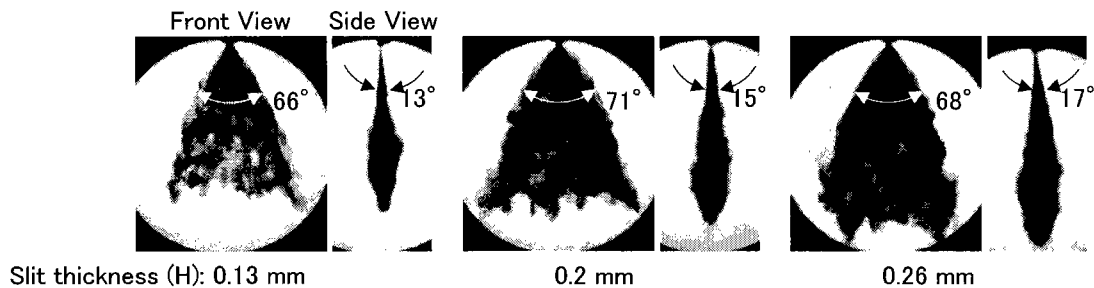 Front View Side View
66° 13° 71° 15° 68° 17°
Slit thickness (H): 0.13 mm 0.2 mm 0.26 mm